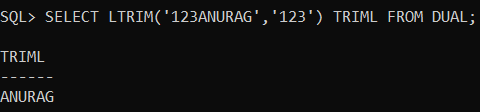 SQL> SELECT LTRIM('123ANURAG','123') TRIML FROM DUAL;
TRIML
------
ANURAG